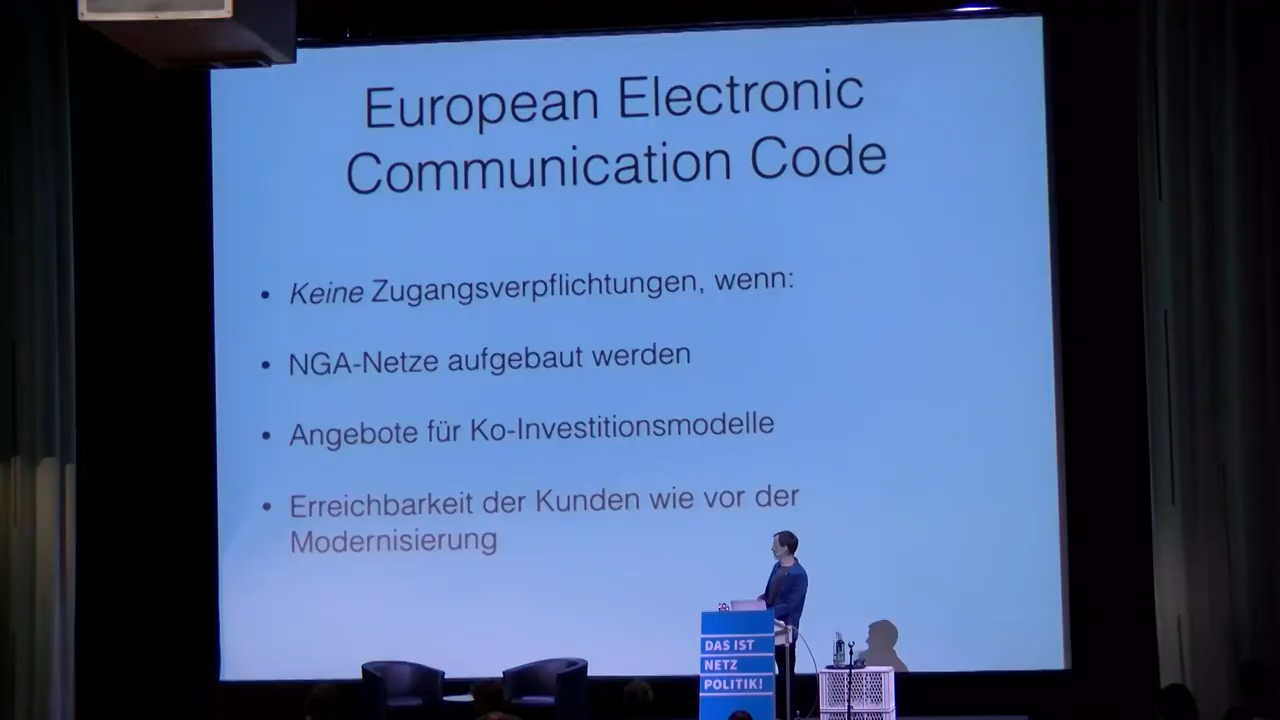 European Electronic
Communication Code
• Keine Zugangsverpflichtungen, wenn:
• NGA-Netze aufgebaut werden
• Angebote für Ko-Investitionsmodelle
• Erreichbarkeit der Kunden wie vor der
Modernisierung
DAS IST
NETZ
POLITIK!